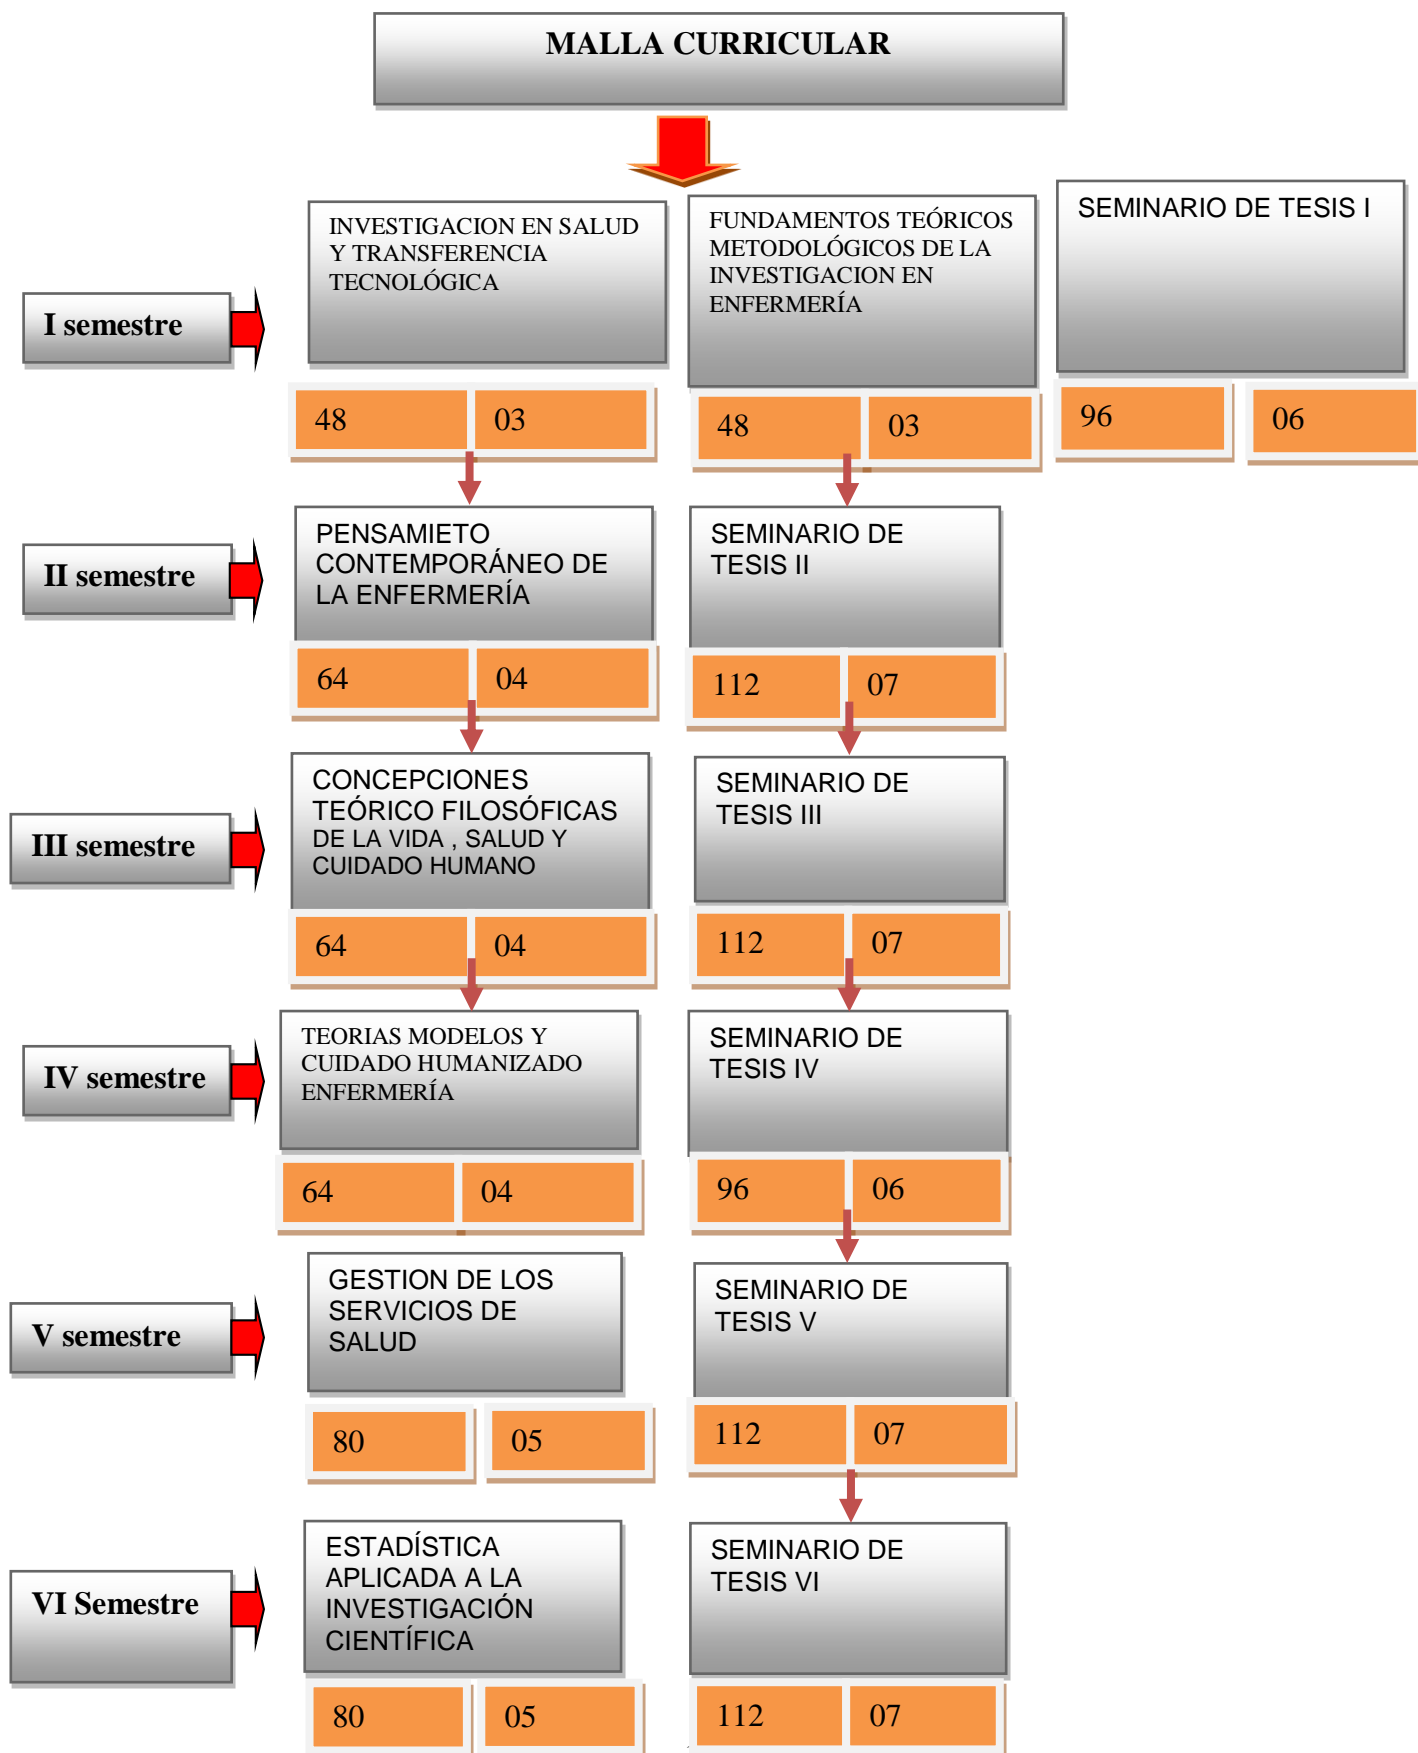 MALLA CURRICULAR
I semestre
INVESTIGACION EN SALUD
Y TRANSFERENCIA
TECNOLÓGICA
48 03
FUNDAMENTOS TEÓRICOS
METODOLÓGICOS DE LA
INVESTIGACION EN
ENFERMERÍA
48 03
SEMINARIO DE TESIS I
96 06
II semestre
PENSAMIETO
CONTEMPORÁNEO DE
LA ENFERMERÍA
64 04
SEMINARIO DE
TESIS II
112 07
III semestre
CONCEPCIONES
TEÓRICO FILOSÓFICAS
DE LA VIDA , SALUD Y
CUIDADO HUMANO
64 04
SEMINARIO DE
TESIS III
112 07
IV semestre
TEORIAS MODELOS Y
CUIDADO HUMANIZADO
ENFERMERÍA
64 04
SEMINARIO DE
TESIS IV
96 06
V semestre
GESTION DE LOS
SERVICIOS DE
SALUD
80 05
SEMINARIO DE
TESIS V
112 07
VI Semestre
ESTADÍSTICA
APLICADA A LA
INVESTIGACIÓN
CIENTÍFICA
80 05
SEMINARIO DE
TESIS VI
112 07